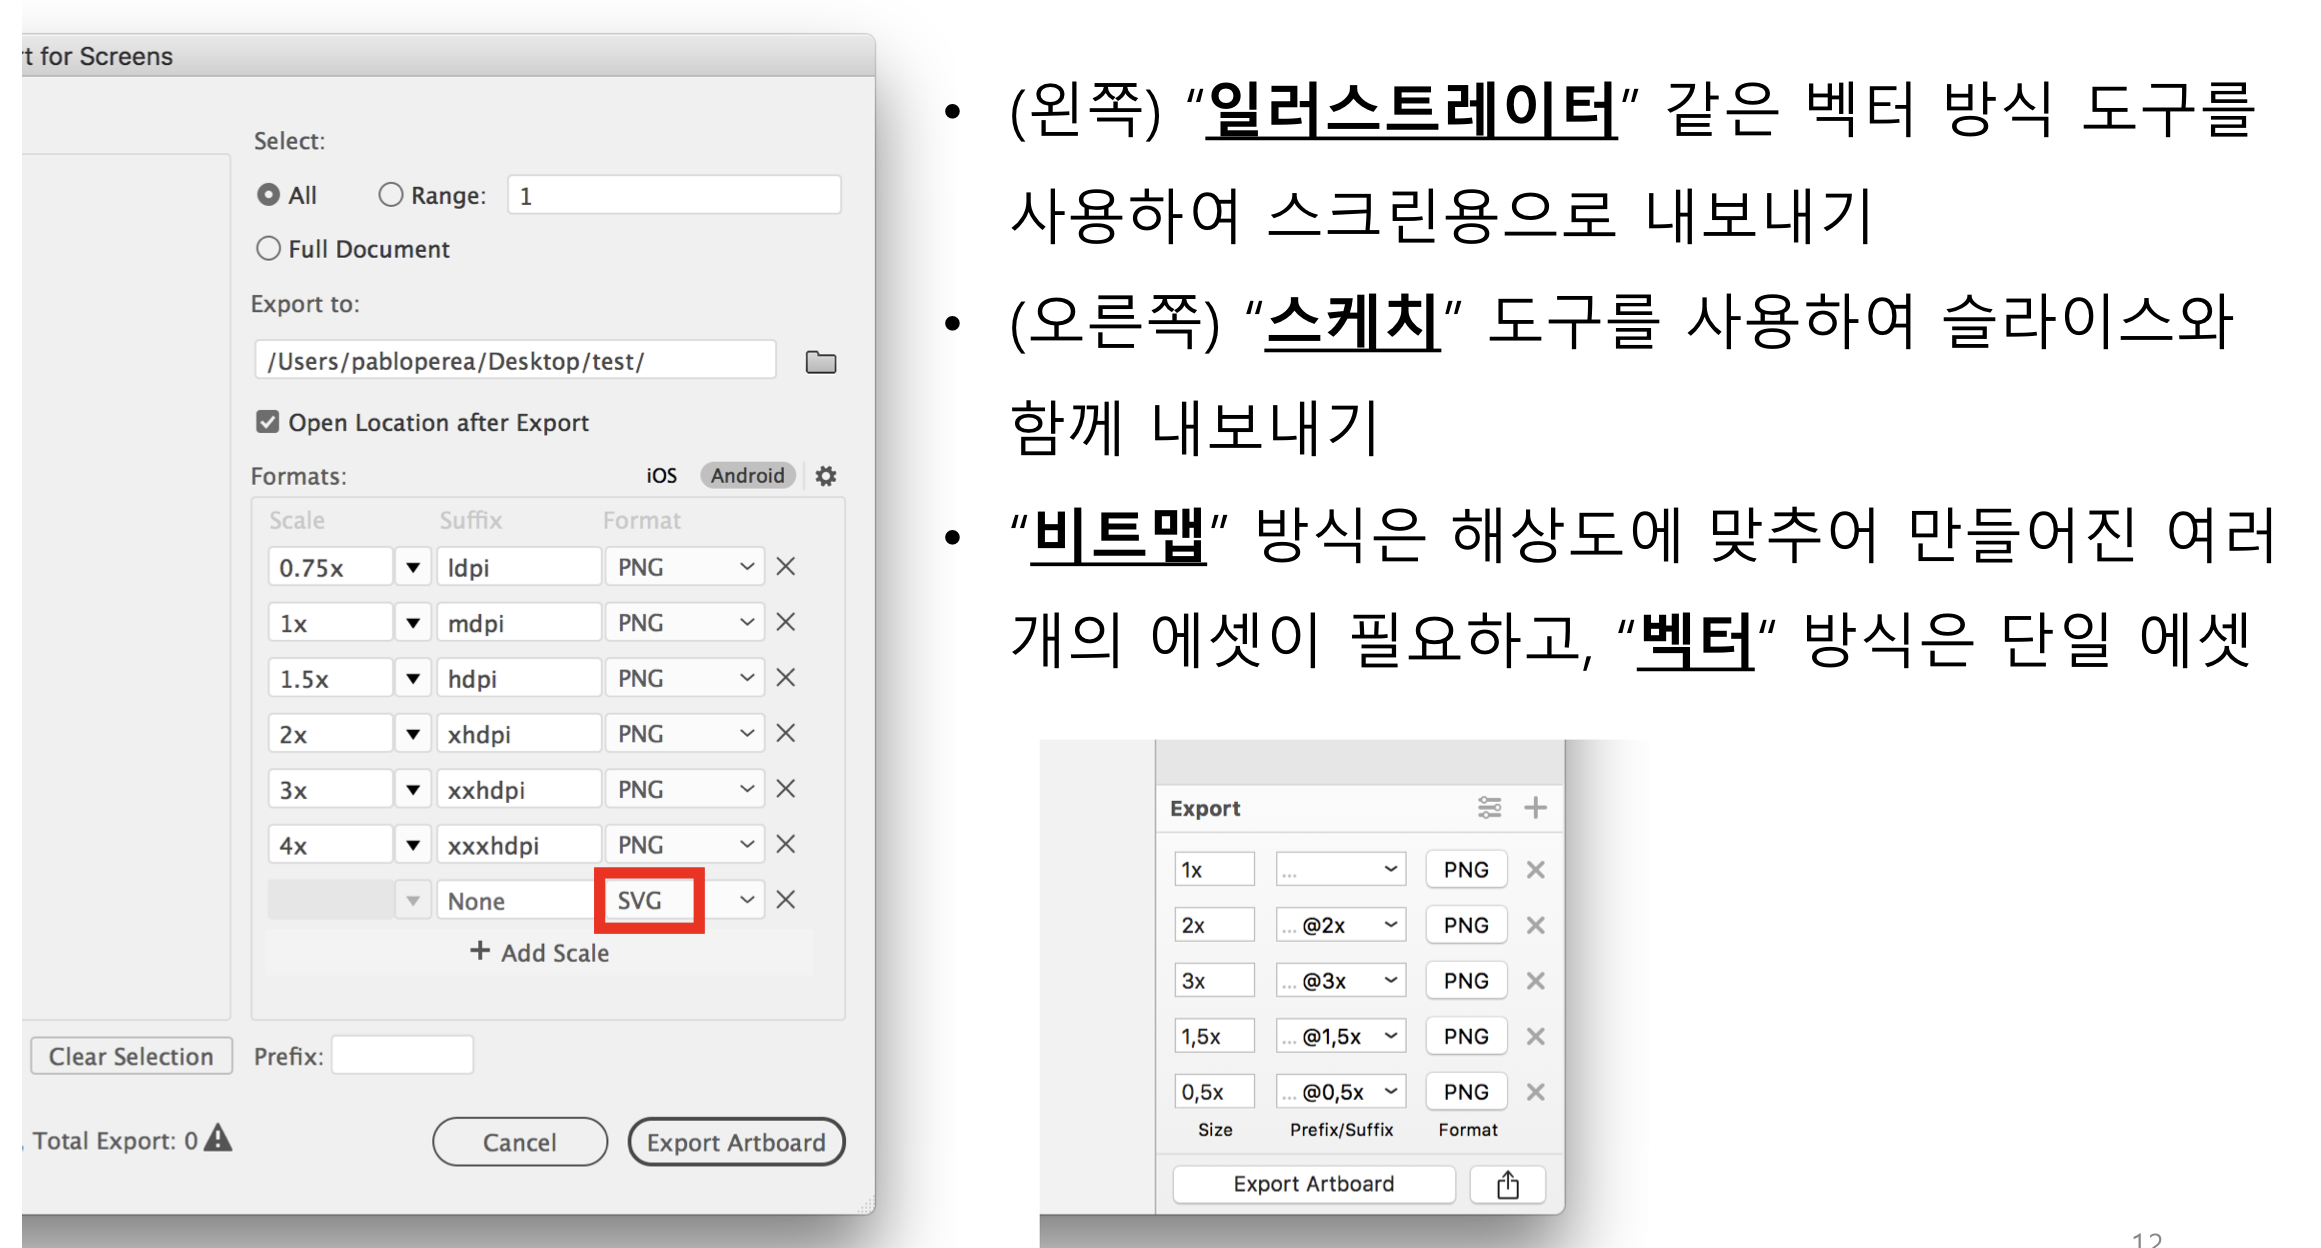 t for Screens
Select:
All
Range:
1
Full Document
Export to:
/Users/pabloperea/Desktop/test/
Open Location after Export
Formats:
iOS
Android
Scale Suffix Format
0.75x ldpi PNG
1x mdpi PNG
1.5x hdpi PNG
2x xhdpi PNG
3x xxhdpi PNG
4x xxxhdpi PNG
None SVG
+ Add Scale
Clear Selection
Prefix:
, Total Export: 0
Cancel
Export Artboard
• (왼쪽) “일러스트레이터” 같은 벡터 방식 도구를
사용하여 스크린용으로 내보내기
• (오른쪽) “스케치” 도구를 사용하여 슬라이스와
함께 내보내기
• “비트맵” 방식은 해상도에 맞추어 만들어진 여러
개의 에셋이 필요하고, “벡터“ 방식은 단일 에셋
Export
1x ... PNG
2x ... @2x PNG
3x ... @3x PNG
1,5x ... @1,5x PNG
0,5x ... @0,5x PNG
Size Prefix/Suffix Format
Export Artboard
12